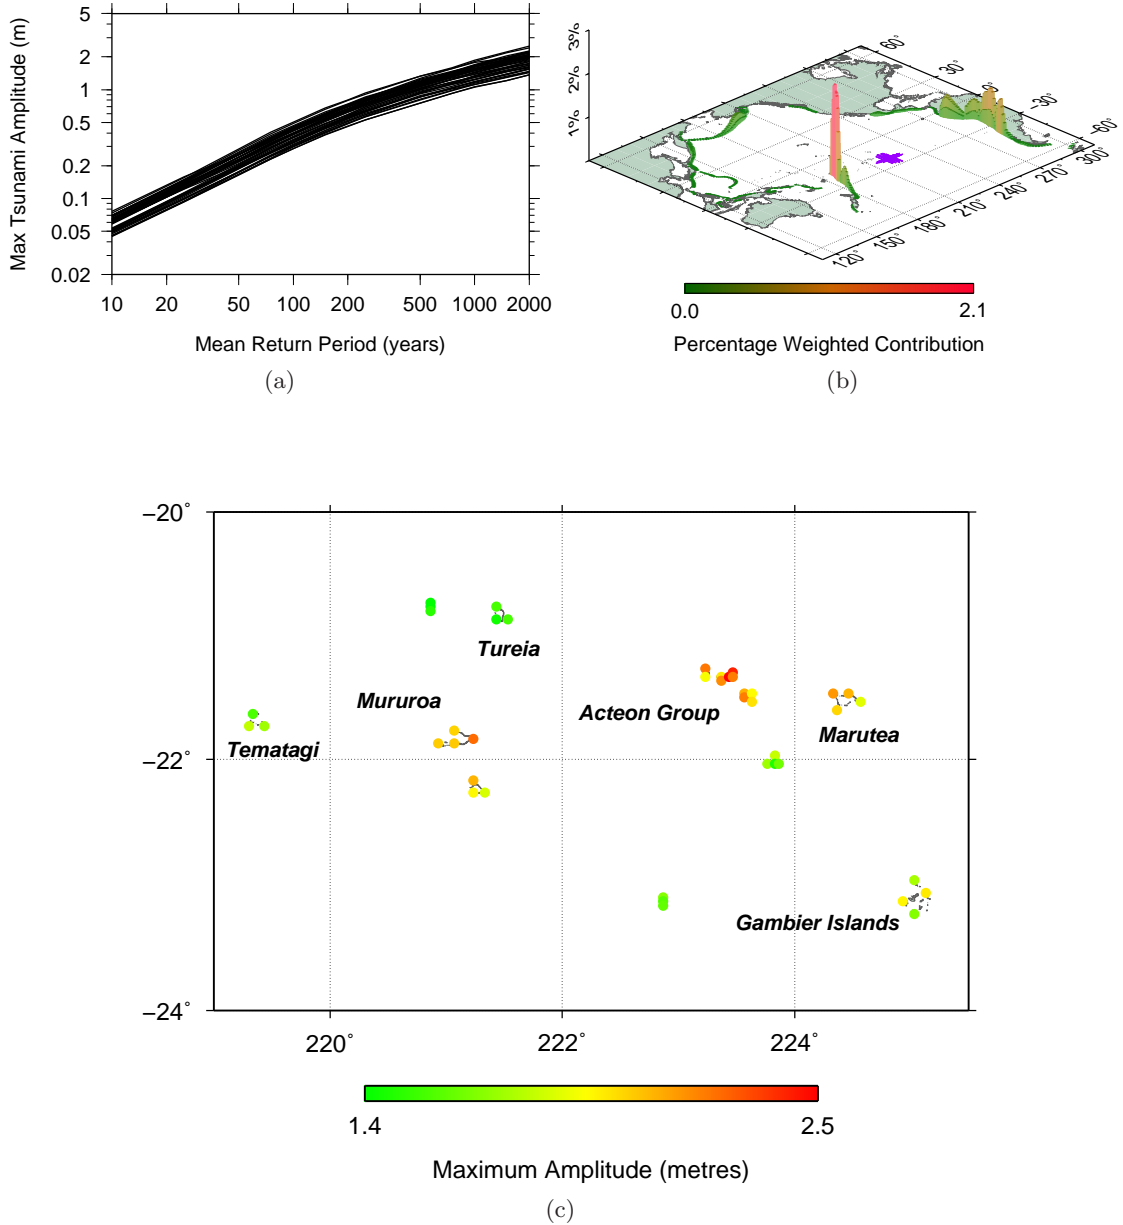 Max Tsunami Amplitude (m)
5
2
1
0.5
0.2
0.1
0.05
0.02
10 20 50 100 200 500 1000 2000
Mean Return Period (years)
(a)
3%
2%
1%
60°
30°
0°
−30°
−60°
120° 150° 180° 210° 240° 270° 300°
0.0 2.1
Percentage Weighted Contribution
(b)
−20°
−22°
−24°
Tureia
Mururoa
Acteon Group
Marutea
Tematagi
Gambier Islands
220° 222° 224°
1.4 2.5
Maximum Amplitude (metres)
(c)